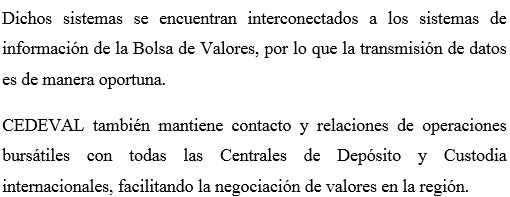 Dichos sistemas se encuentran interconectados a los sistemas de
información de la Bolsa de Valores, por lo que la transmisión de datos
es de manera oportuna.
CEDEVAL también mantiene contacto y relaciones de operaciones
bursátiles con todas las Centrales de Depósito y Custodia
internacionales, facilitando la negociación de valores en la región.